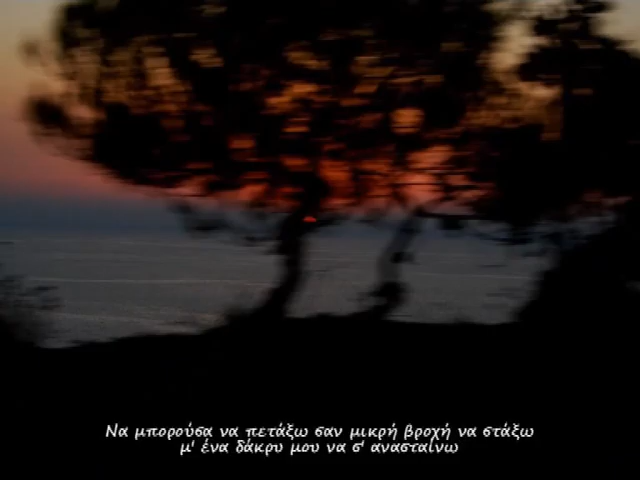 Να μπορούσα να πετάξω σαν μικρή βροχή να στάξω
μ' ένα δάκρυ μου να σ' ανασταίνω